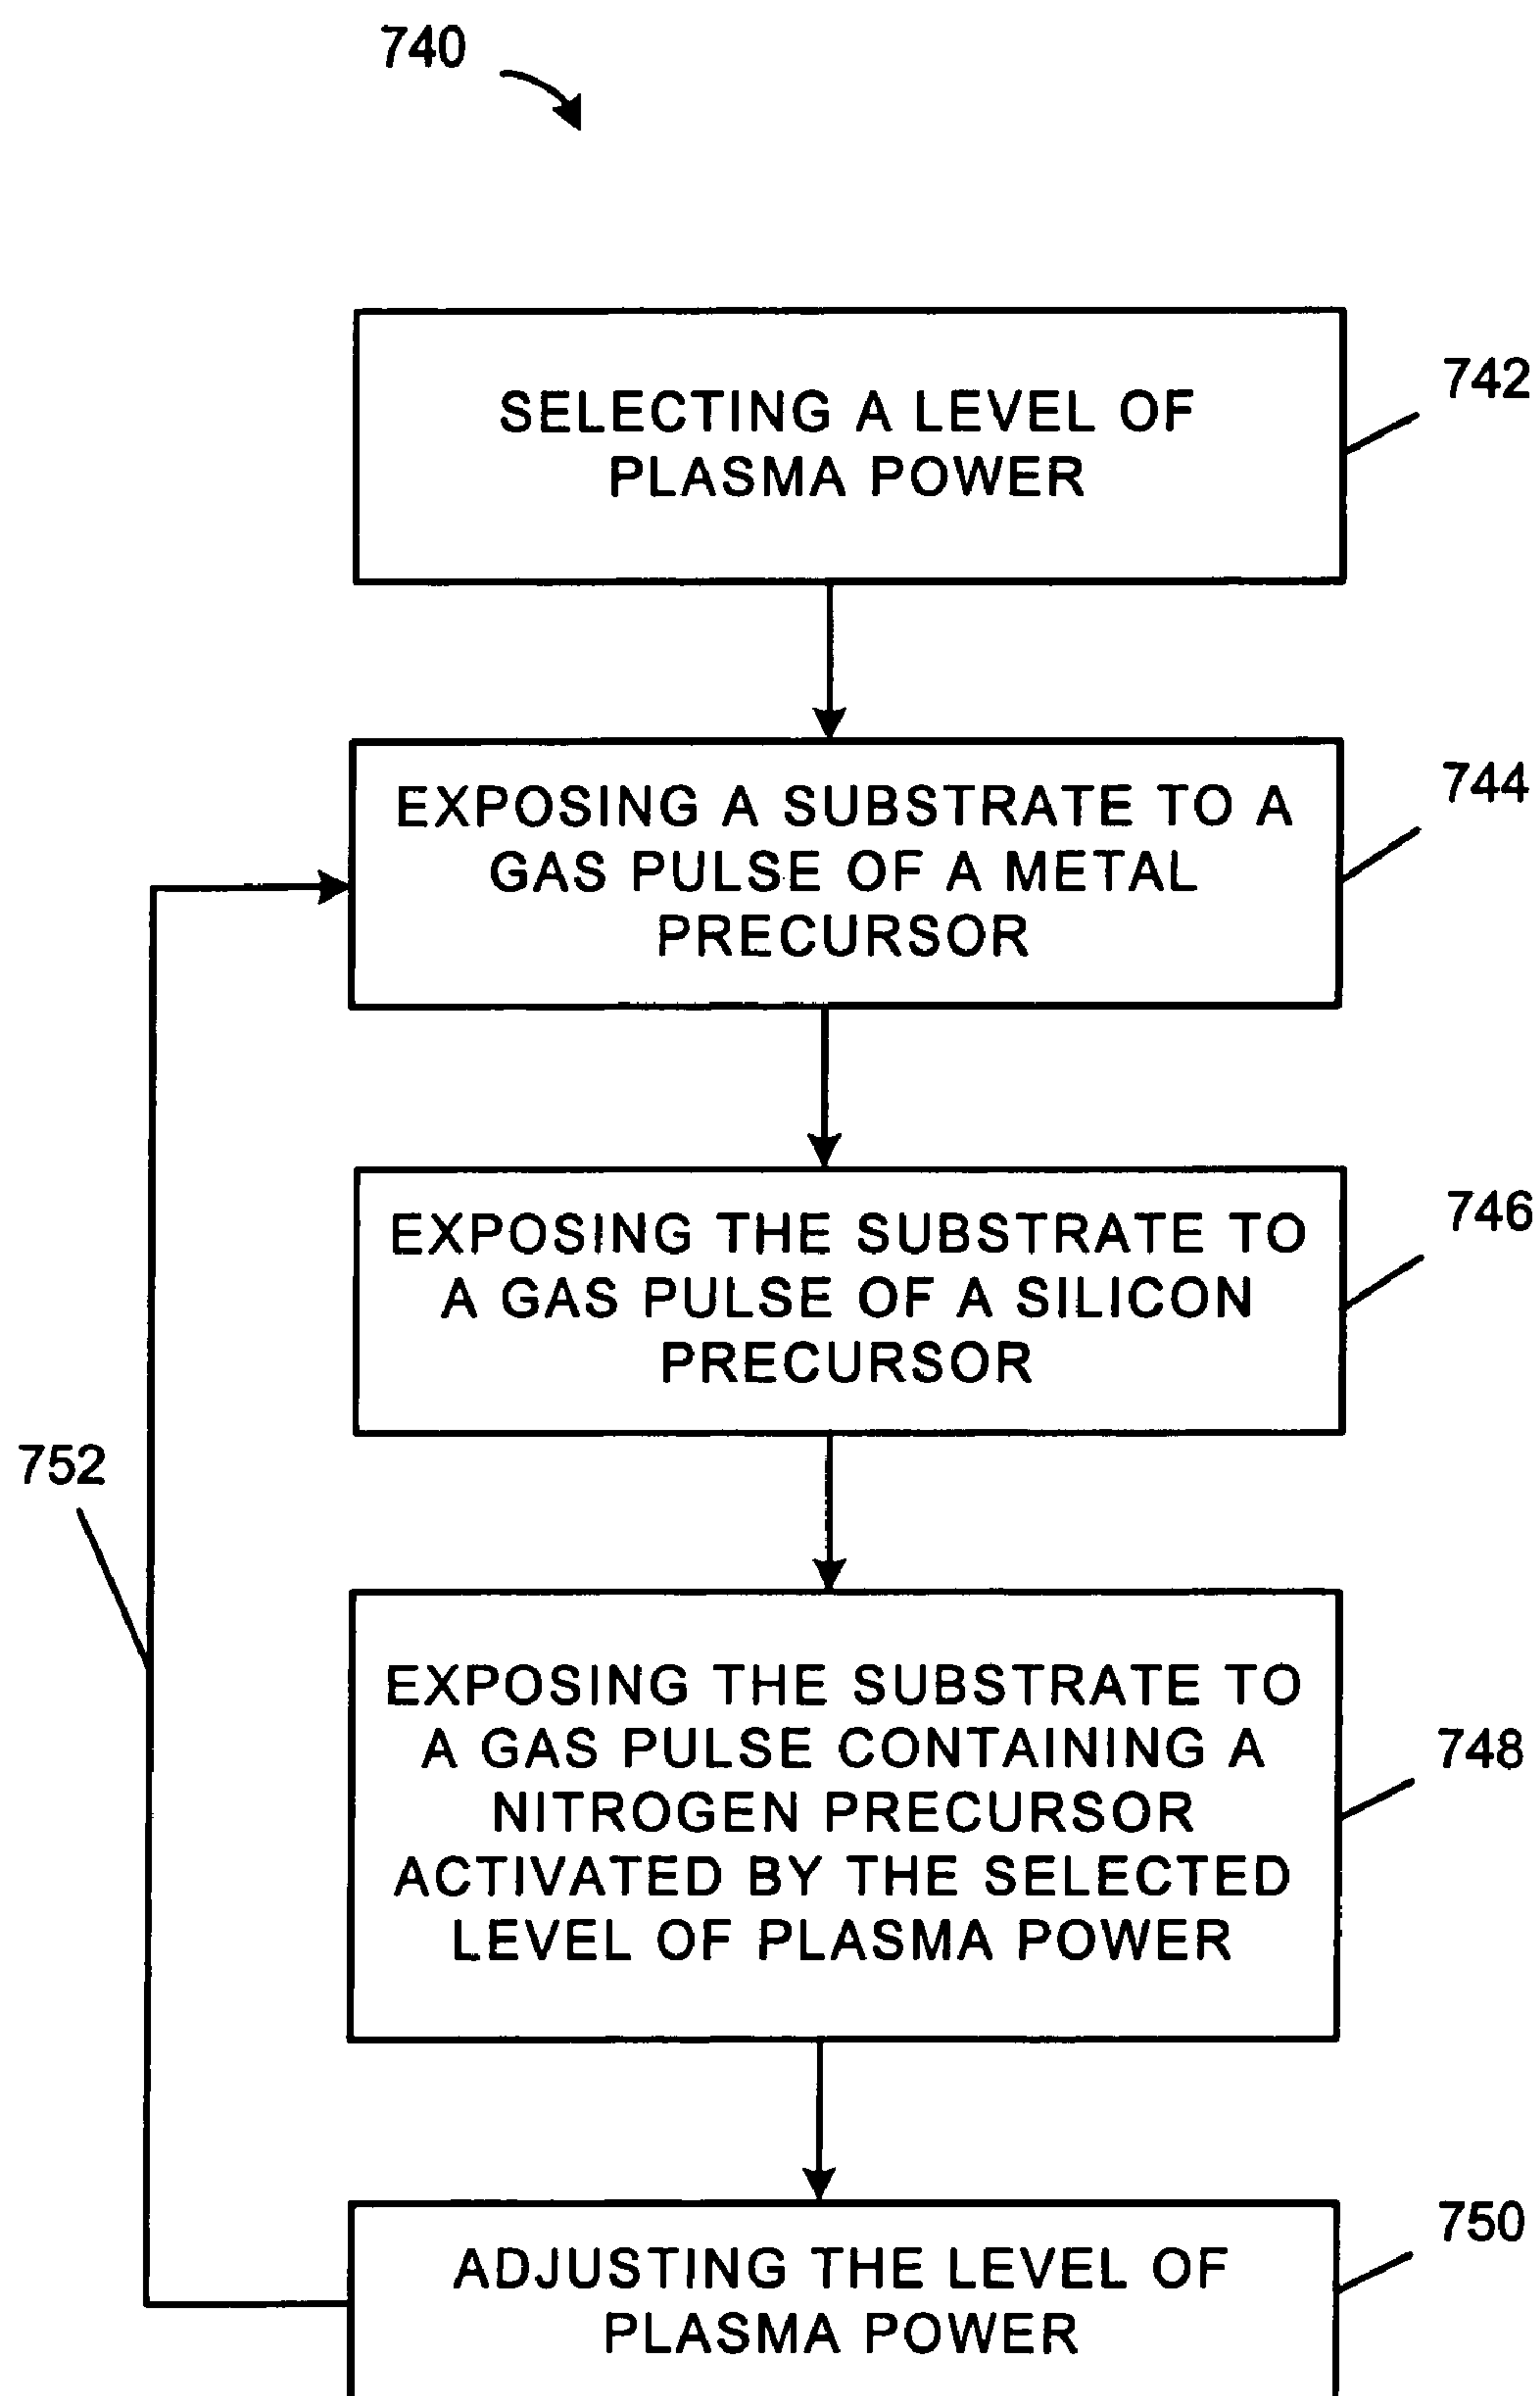 740
SELECTING A LEVEL OF
PLASMA POWER
742
EXPOSING A SUBSTRATE TO A
GAS PULSE OF A METAL
PRECURSOR
744
EXPOSING THE SUBSTRATE TO
A GAS PULSE OF A SILICON
PRECURSOR
746
752
EXPOSING THE SUBSTRATE TO
A GAS PULSE CONTAINING A
NITROGEN PRECURSOR
ACTIVATED BY THE SELECTED
LEVEL OF PLASMA POWER
748
ADJUSTING THE LEVEL OF
PLASMA POWER
750